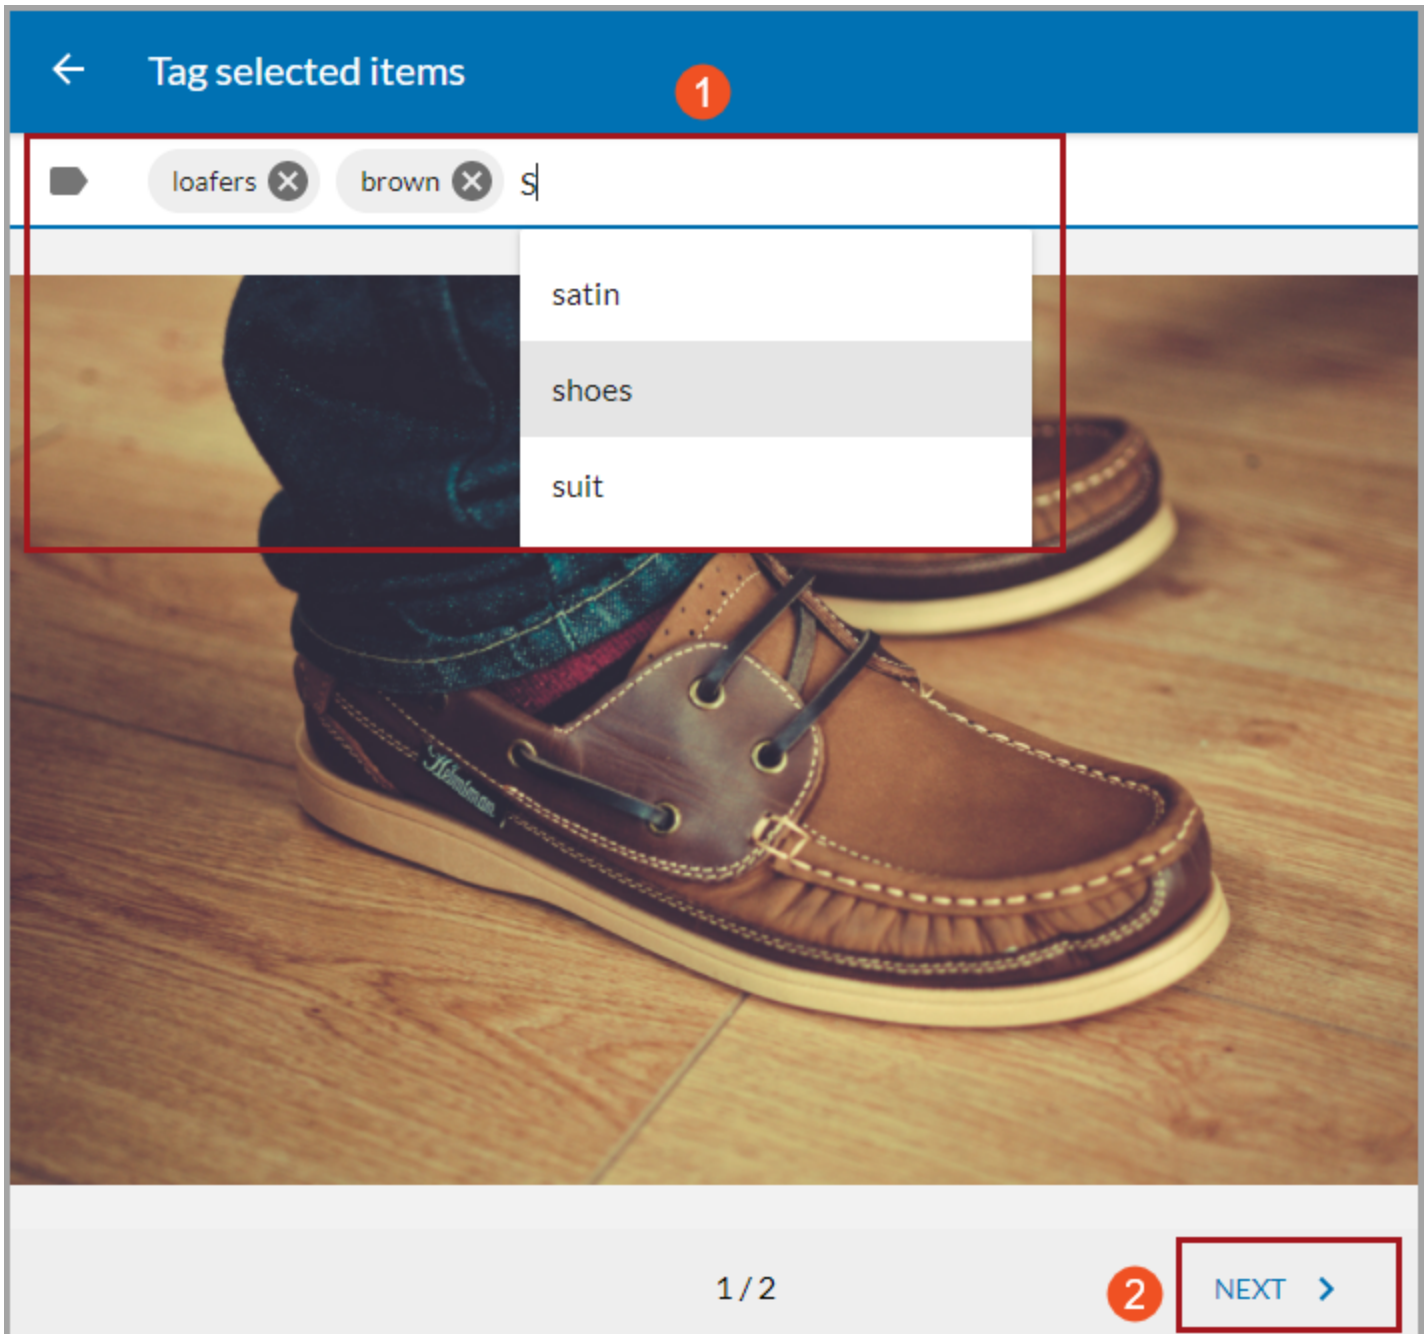 Tag selected items
1
loafers brown S
satin
shoes
suit
1 / 2
2
NEXT